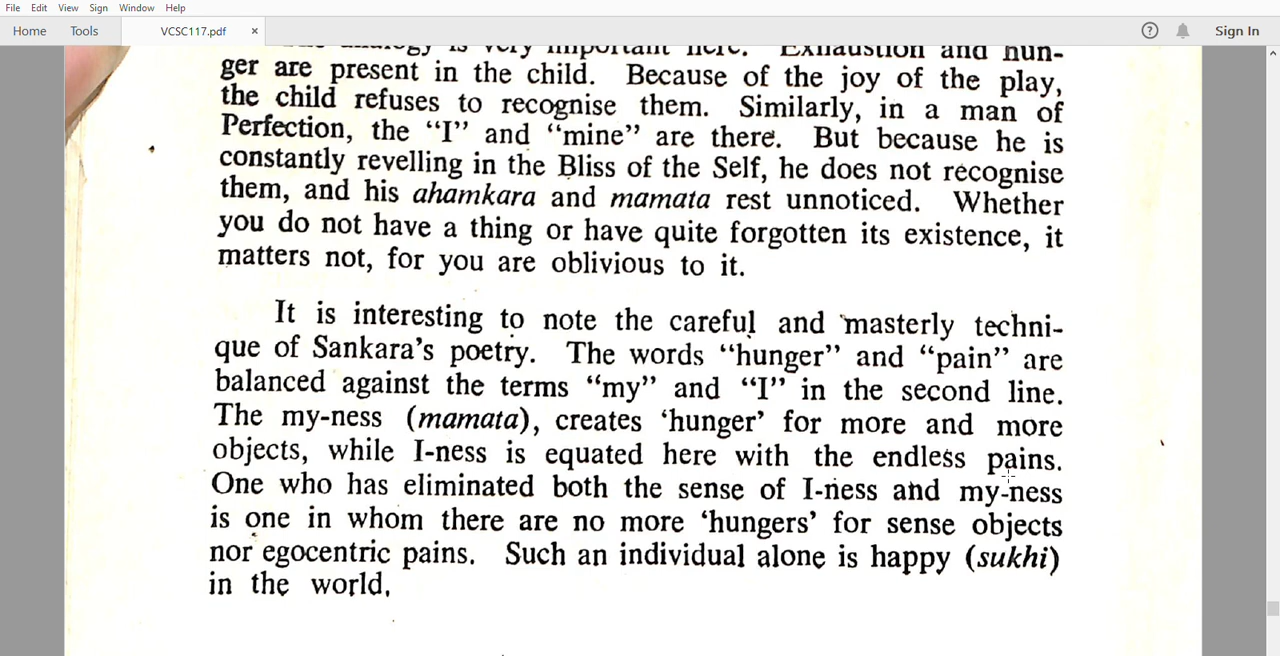 File Edit View Sign Window Help
Home Tools VCSC117.pdf × ? Sign In
analogy is very important here. Exhaustion and hun-
ger are present in the child. Because of the joy of the play,
the child refuses to recognise them. Similarly, in a man of
Perfection, the “I” and “mine” are there. But because he is
constantly revelling in the Bliss of the Self, he does not recognise
them, and his ahamkara and mamata rest unnoticed. Whether
you do not have a thing or have quite forgotten its existence, it
matters not, for you are oblivious to it.
It is interesting to note the careful and masterly techni-
que of Sankara’s poetry. The words “hunger” and “pain” are
balanced against the terms “my” and “I” in the second line.
The my-ness (mamata), creates ‘hunger’ for more and more
objects, while I-ness is equated here with the endless pains.
One who has eliminated both the sense of I-ness and my-ness
is one in whom there are no more ‘hungers’ for sense objects
nor egocentric pains. Such an individual alone is happy (sukhi)
in the world.